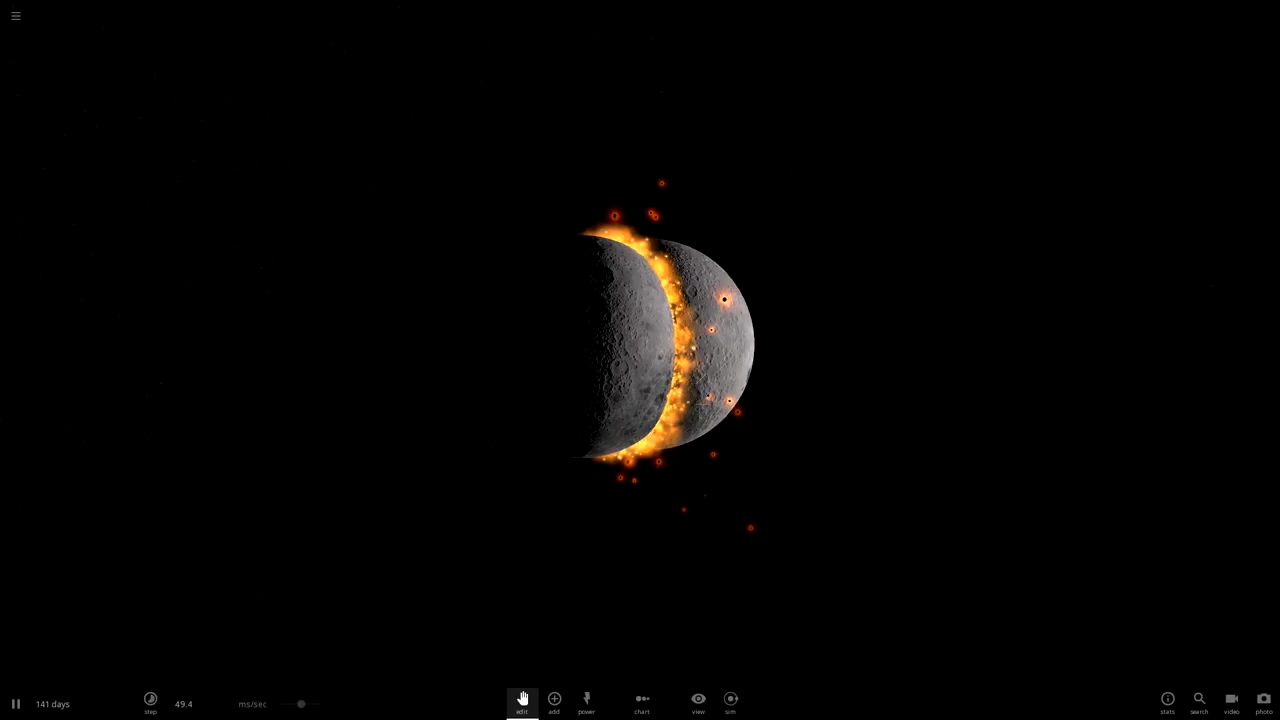 141 days
step
49.4
ms/sec
edit
add
power
chart
view
sim
stats
search
video
photo